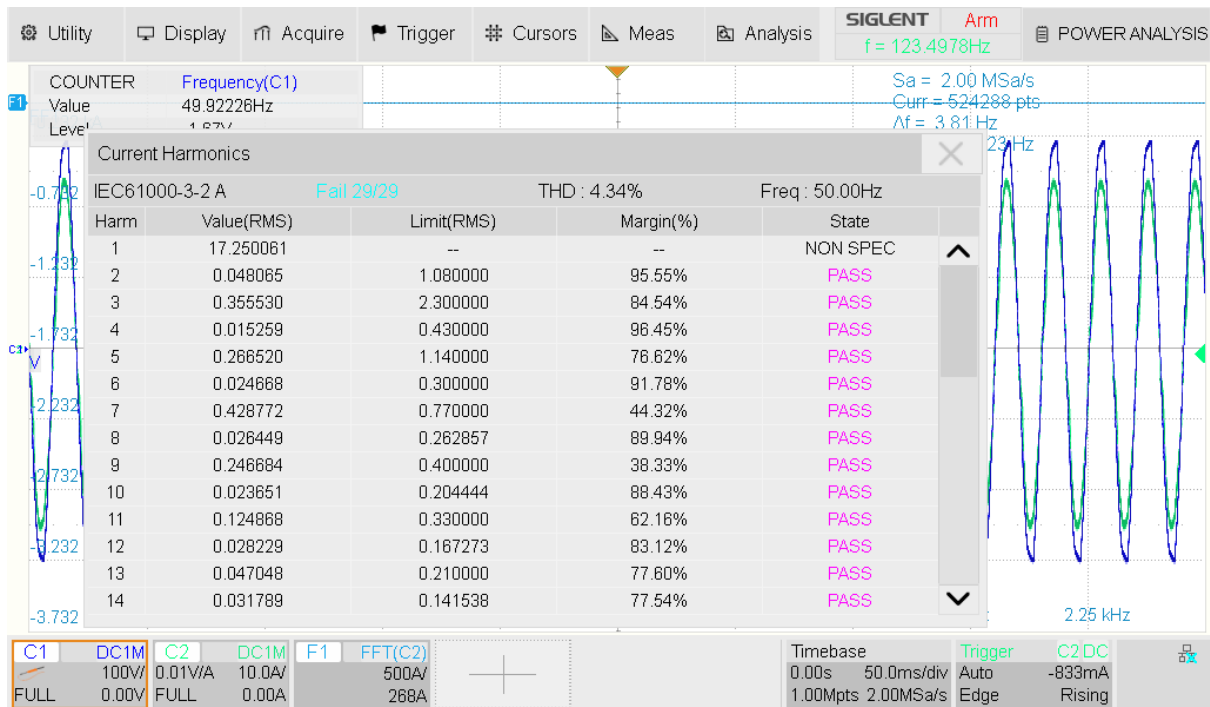 Utility Display Acquire Trigger Cursors Meas Analysis SIGLENT Arm POWER ANALYSIS
f = 123.4978Hz
COUNTER Frequency(C1)
Value 49.92226Hz
Level 1.67V
Sa = 2.00 MSa/s
Curr = 524288 pts
Δf = 3.81 Hz
23 Hz
F1
Current Harmonics
IEC61000-3-2 A Fail 29/29 THD : 4.34% Freq : 50.00Hz
Harm Value(RMS) Limit(RMS) Margin(%) State
1 17.250061 -- -- NON SPEC
2 0.048065 1.080000 95.55% PASS
3 0.355530 2.300000 84.54% PASS
4 0.015259 0.430000 96.45% PASS
5 0.266520 1.140000 76.62% PASS
6 0.024668 0.300000 91.78% PASS
7 0.428772 0.770000 44.32% PASS
8 0.026449 0.262857 89.94% PASS
9 0.246684 0.400000 38.33% PASS
10 0.023651 0.204444 88.43% PASS
11 0.124868 0.330000 62.16% PASS
12 0.028229 0.167273 83.12% PASS
13 0.047048 0.210000 77.60% PASS
14 0.031789 0.141538 77.54% PASS
-0.732
-1.232
-1.732
C1
V
-2.232
-2.732
-3.232
-3.732
2.25 kHz
C1 DC1M C2 DC1M F1 FFT(C2) Timebase Trigger C2 DC
100V/ 0.01V/A 10.0A/ 500A/ 0.00s 50.0ms/div Auto -833mA
FULL 0.00V FULL 0.00A 268A 1.00Mpts 2.00MSa/s Edge Rising